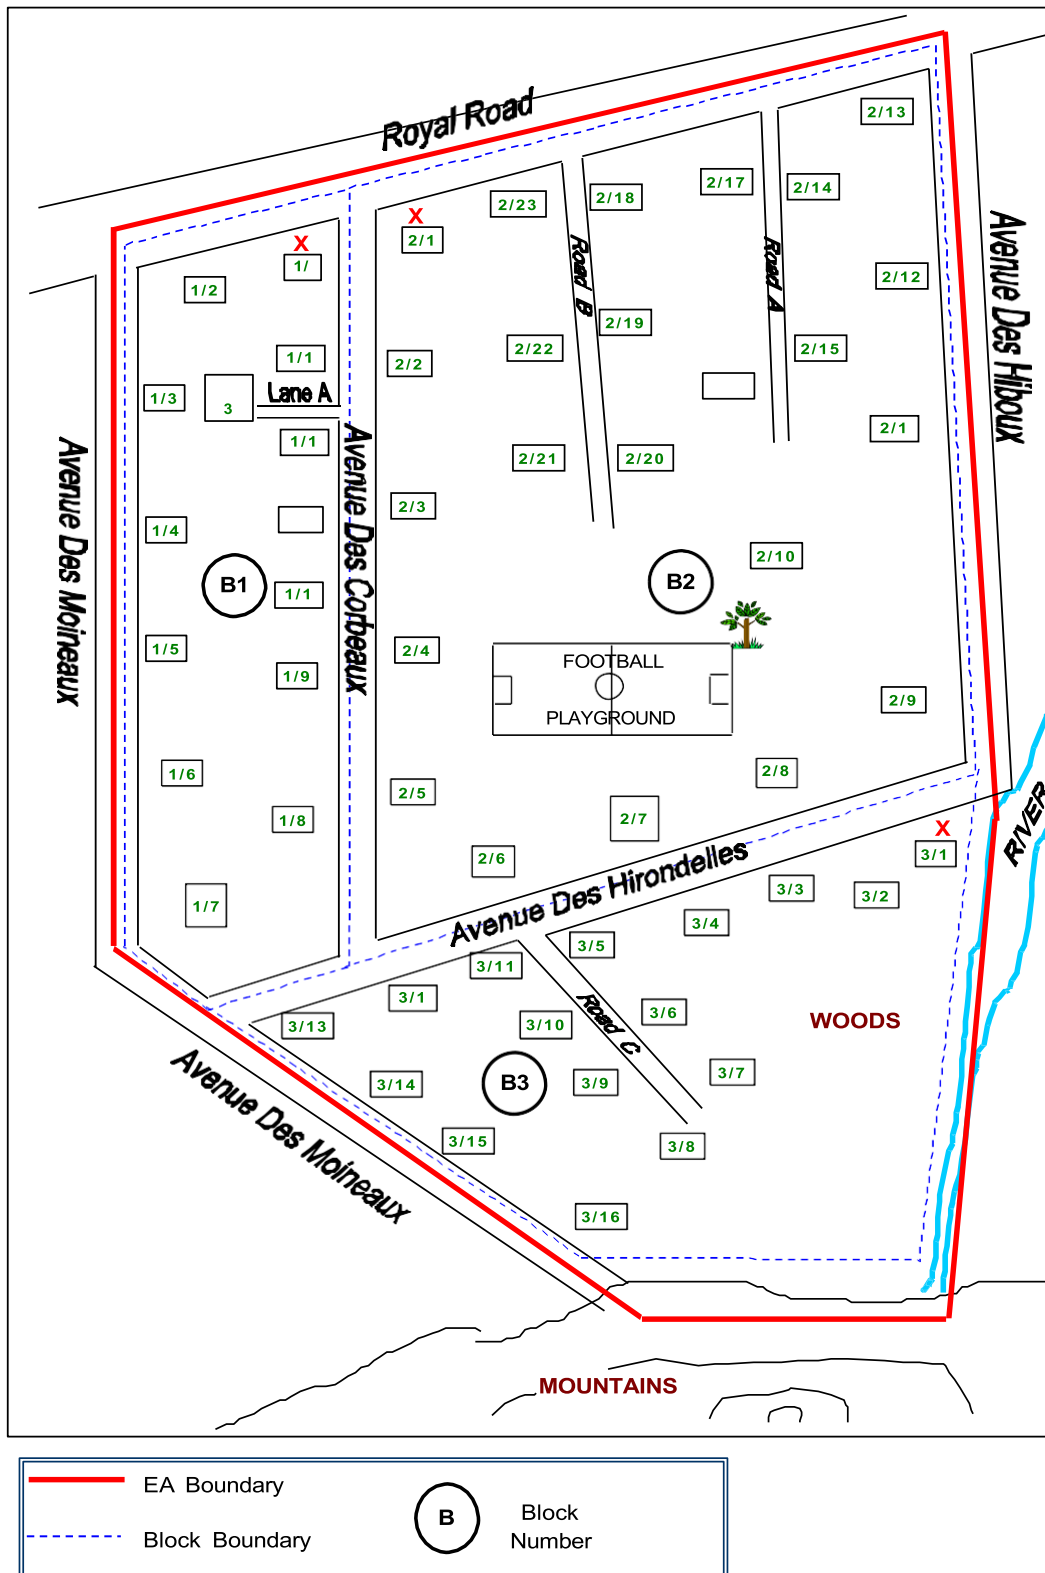 Royal Road
2/13
2/17
2/14
2/18
2/23
X
2/1
X
1/
Road B
Road A
Avenue Des Hiboux
1/2
2/12
2/19
2/22
2/15
1/1
2/2
Lane A
1/3
3
1/1
2/1
Avenue Des Moineaux
Avenue Des Corbeaux
2/21
2/20
2/3
1/4
2/10
B1
B2
1/1
1/5
2/4
FOOTBALL
1/9
PLAYGROUND
2/9
1/6
2/8
2/5
1/8
2/7
RIVER
X
3/1
2/6
Avenue Des Hirondelles
3/3
3/2
1/7
3/4
3/5
3/11
3/1
3/6
WOODS
3/13
3/10
Road C
3/7
B3
3/14
3/9
Avenue Des Moineaux
3/15
3/8
3/16
MOUNTAINS
EA Boundary
Block Boundary
B
Block
Number